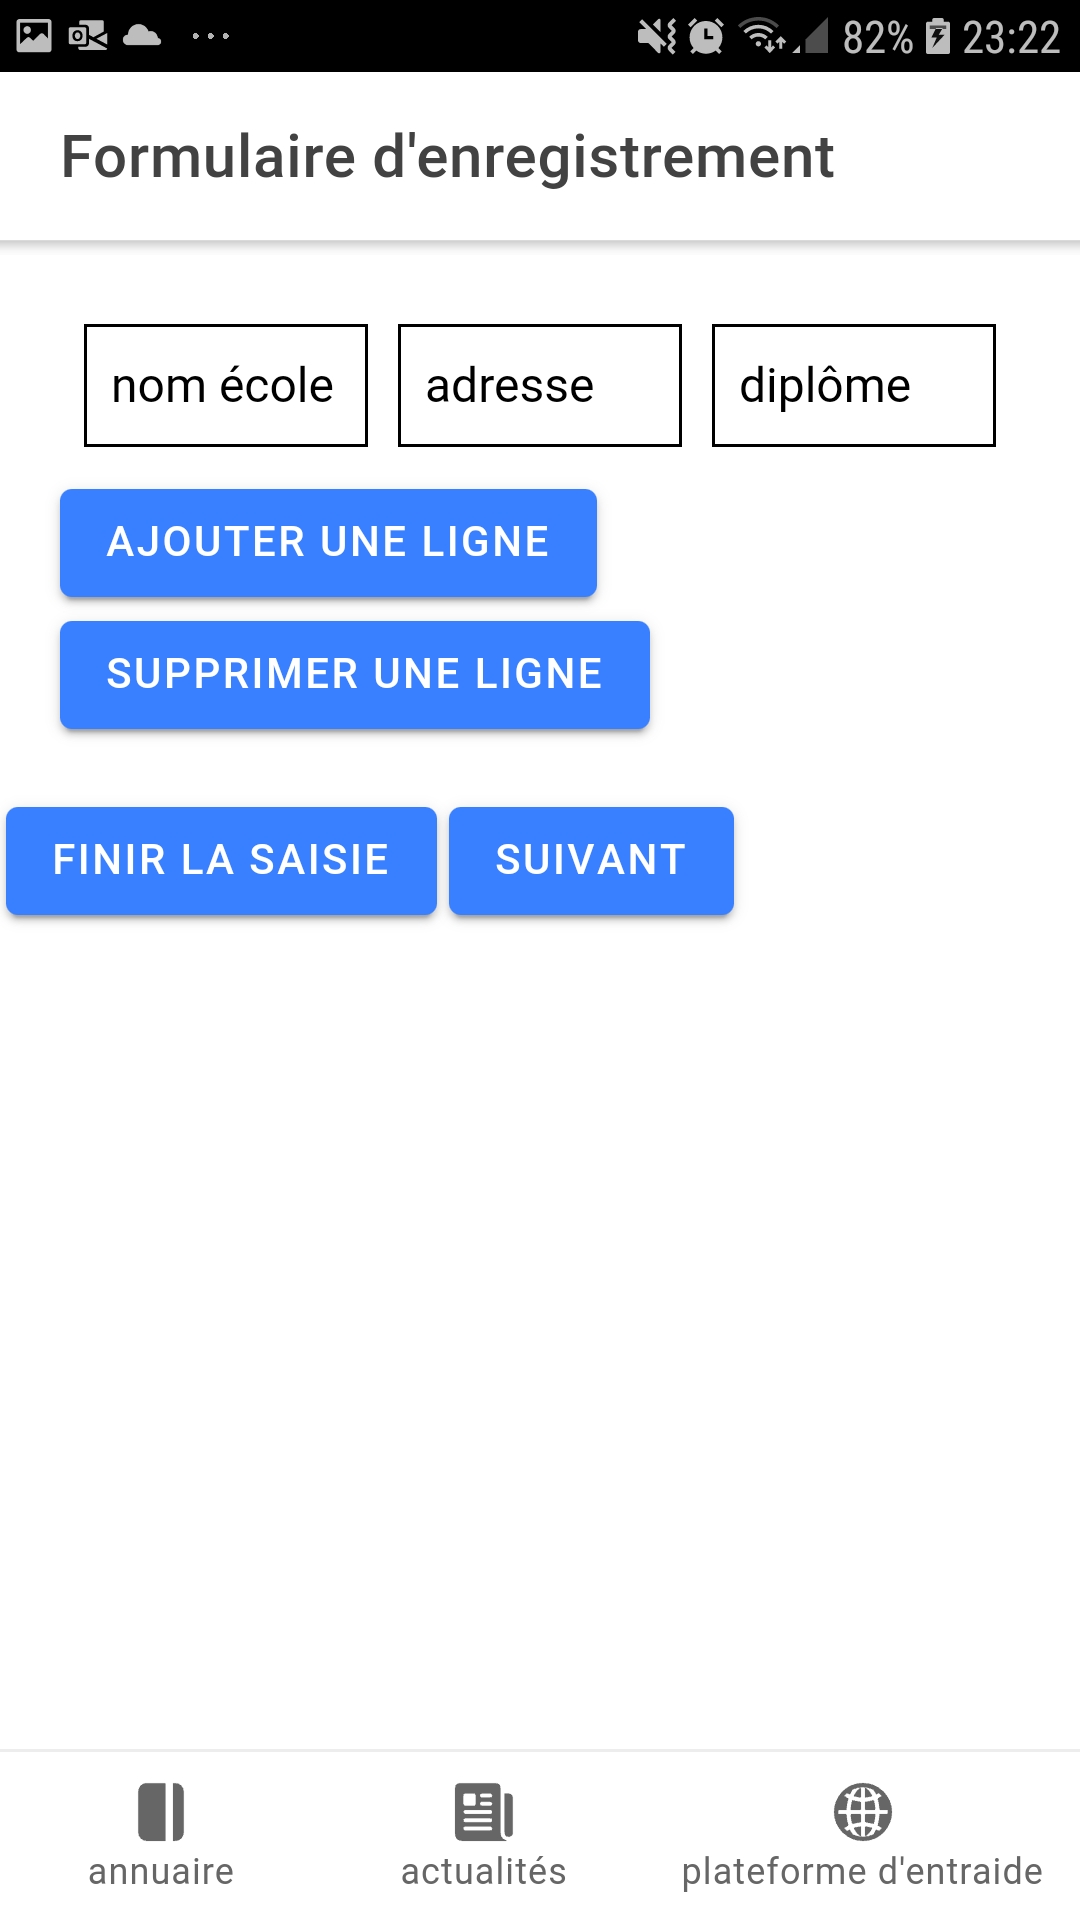 82% 23:22
Formulaire d'enregistrement
nom école adresse diplôme
AJOUTER UNE LIGNE
SUPPRIMER UNE LIGNE
FINIR LA SAISIE SUIVANT
annuaire actualités plateforme d'entraide